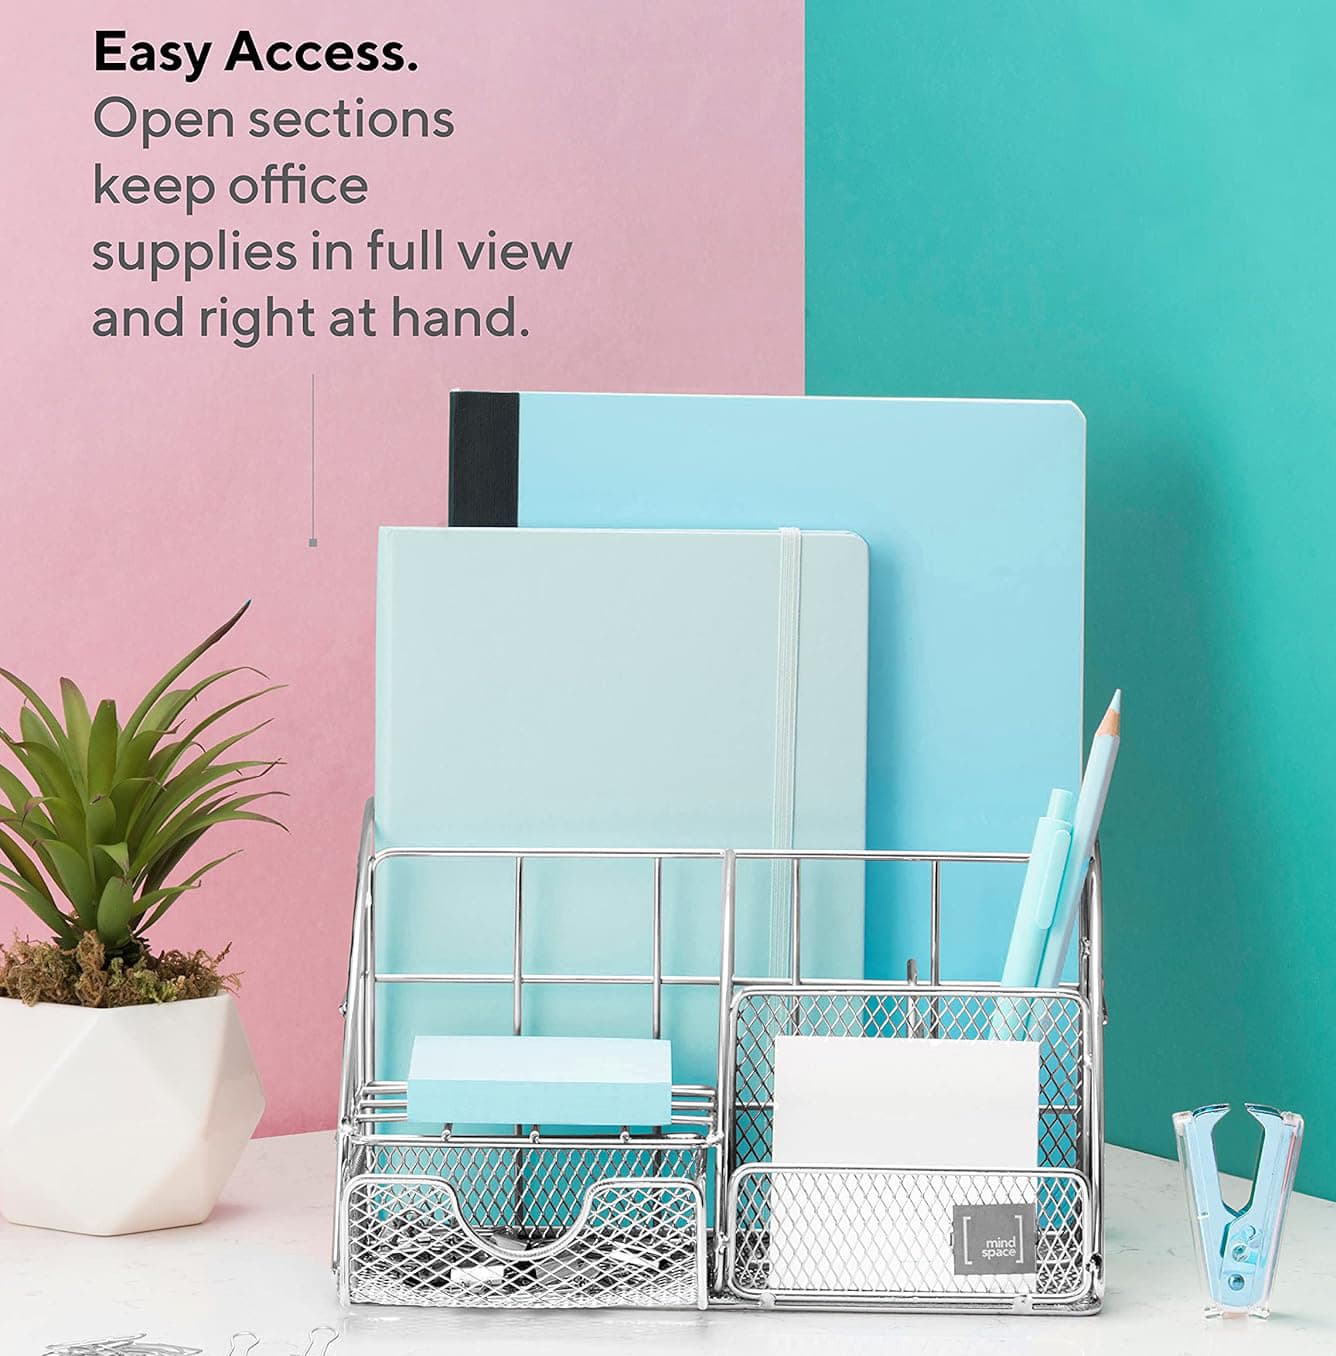 Easy Access.
Open sections
keep office
supplies in full view
and right at hand.
mind
space